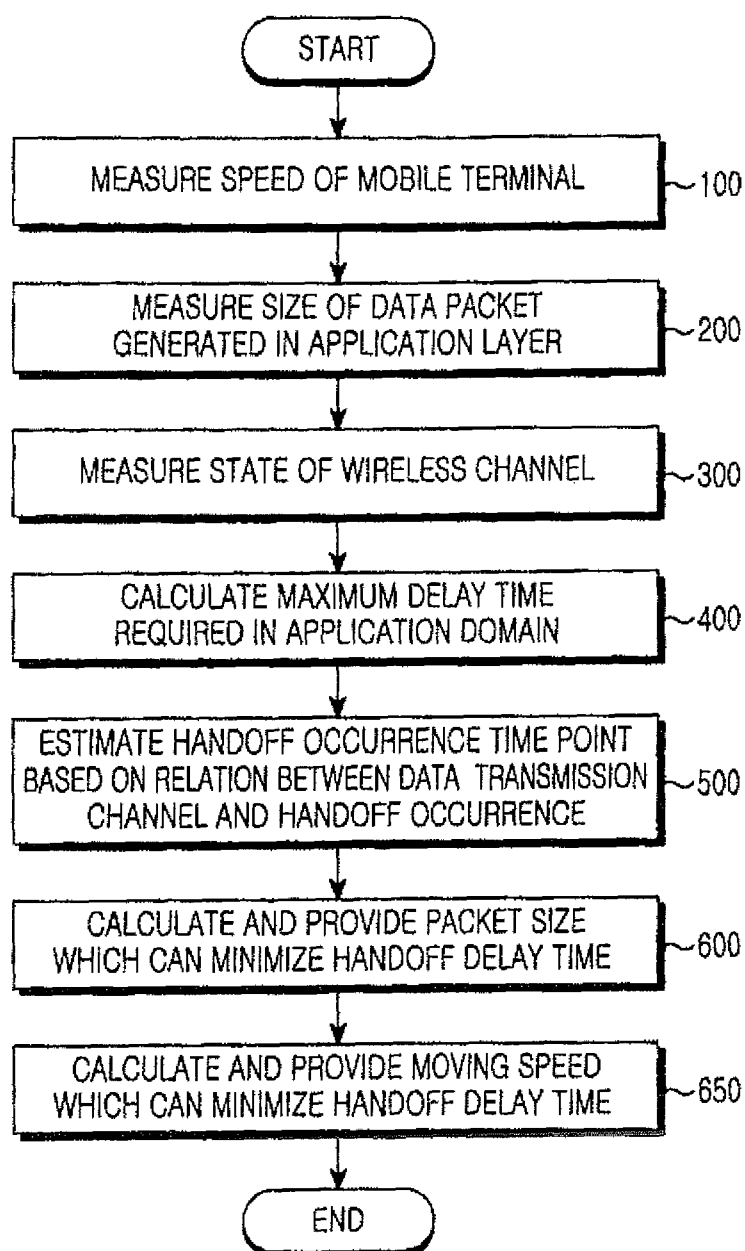 START
MEASURE SPEED OF MOBILE TERMINAL
100
MEASURE SIZE OF DATA PACKET
GENERATED IN APPLICATION LAYER
200
MEASURE STATE OF WIRELESS CHANNEL
300
CALCULATE MAXIMUM DELAY TIME
REQUIRED IN APPLICATION DOMAIN
400
ESTIMATE HANDOFF OCCURRENCE TIME POINT
BASED ON RELATION BETWEEN DATA TRANSMISSION
CHANNEL AND HANDOFF OCCURRENCE
500
CALCULATE AND PROVIDE PACKET SIZE
WHICH CAN MINIMIZE HANDOFF DELAY TIME
600
CALCULATE AND PROVIDE MOVING SPEED
WHICH CAN MINIMIZE HANDOFF DELAY TIME
650
END